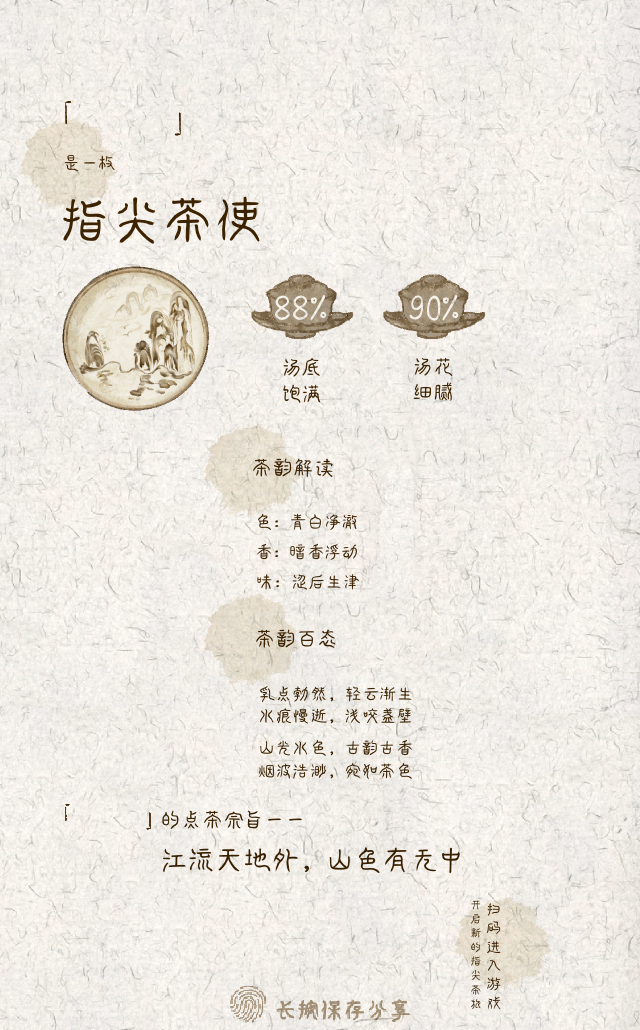 「 」
是一枚
指尖茶使
88% 90%
汤底 汤花
饱满 细腻
茶韵解读
色：青白净澈
香：暗香浮动
味：涩后生津
茶韵百态
乳点勃然，轻云渐生
水痕慢逝，浅咬盏壁
山光水色，古韵古香
烟波浩渺，宛如茶色
「 」的点茶宗旨——
江流天地外，山色有无中
扫码进入游戏
开启新的指尖茶旅
长摁保存分享